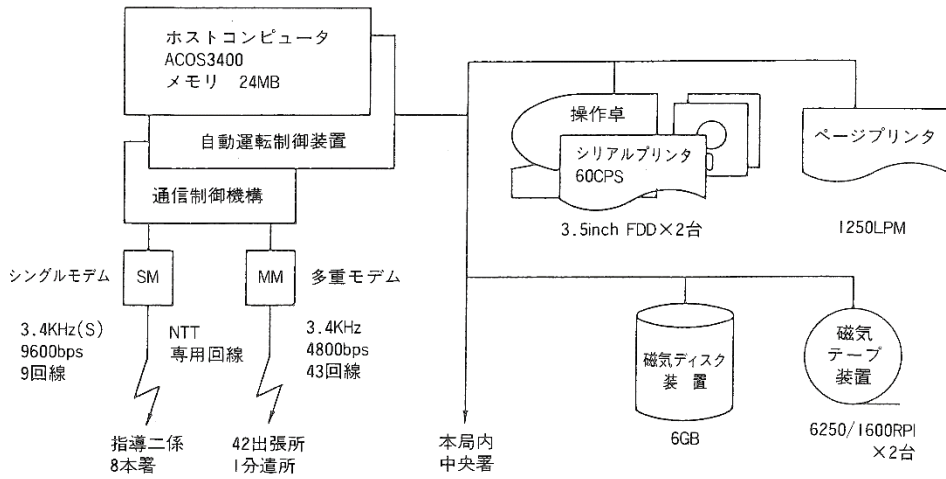 ホストコンピュータ
ACOS3400
メモリ 24MB
自動運転制御装置
通信制御機構
操作卓
シリアルプリンタ
60CPS
3.5inch FDD×2台
ページプリンタ
1250LPM
シングルモデム
SM
MM
多重モデム
3.4KHz(S)
9600bps
9回線
NTT
専用回線
3.4KHz
4800bps
43回線
指導二係
8本署
42出張所
1分遣所
本局内
中央署
磁気ディスク
装置
6GB
磁気
テープ
装置
6250/1600RPI
×2台